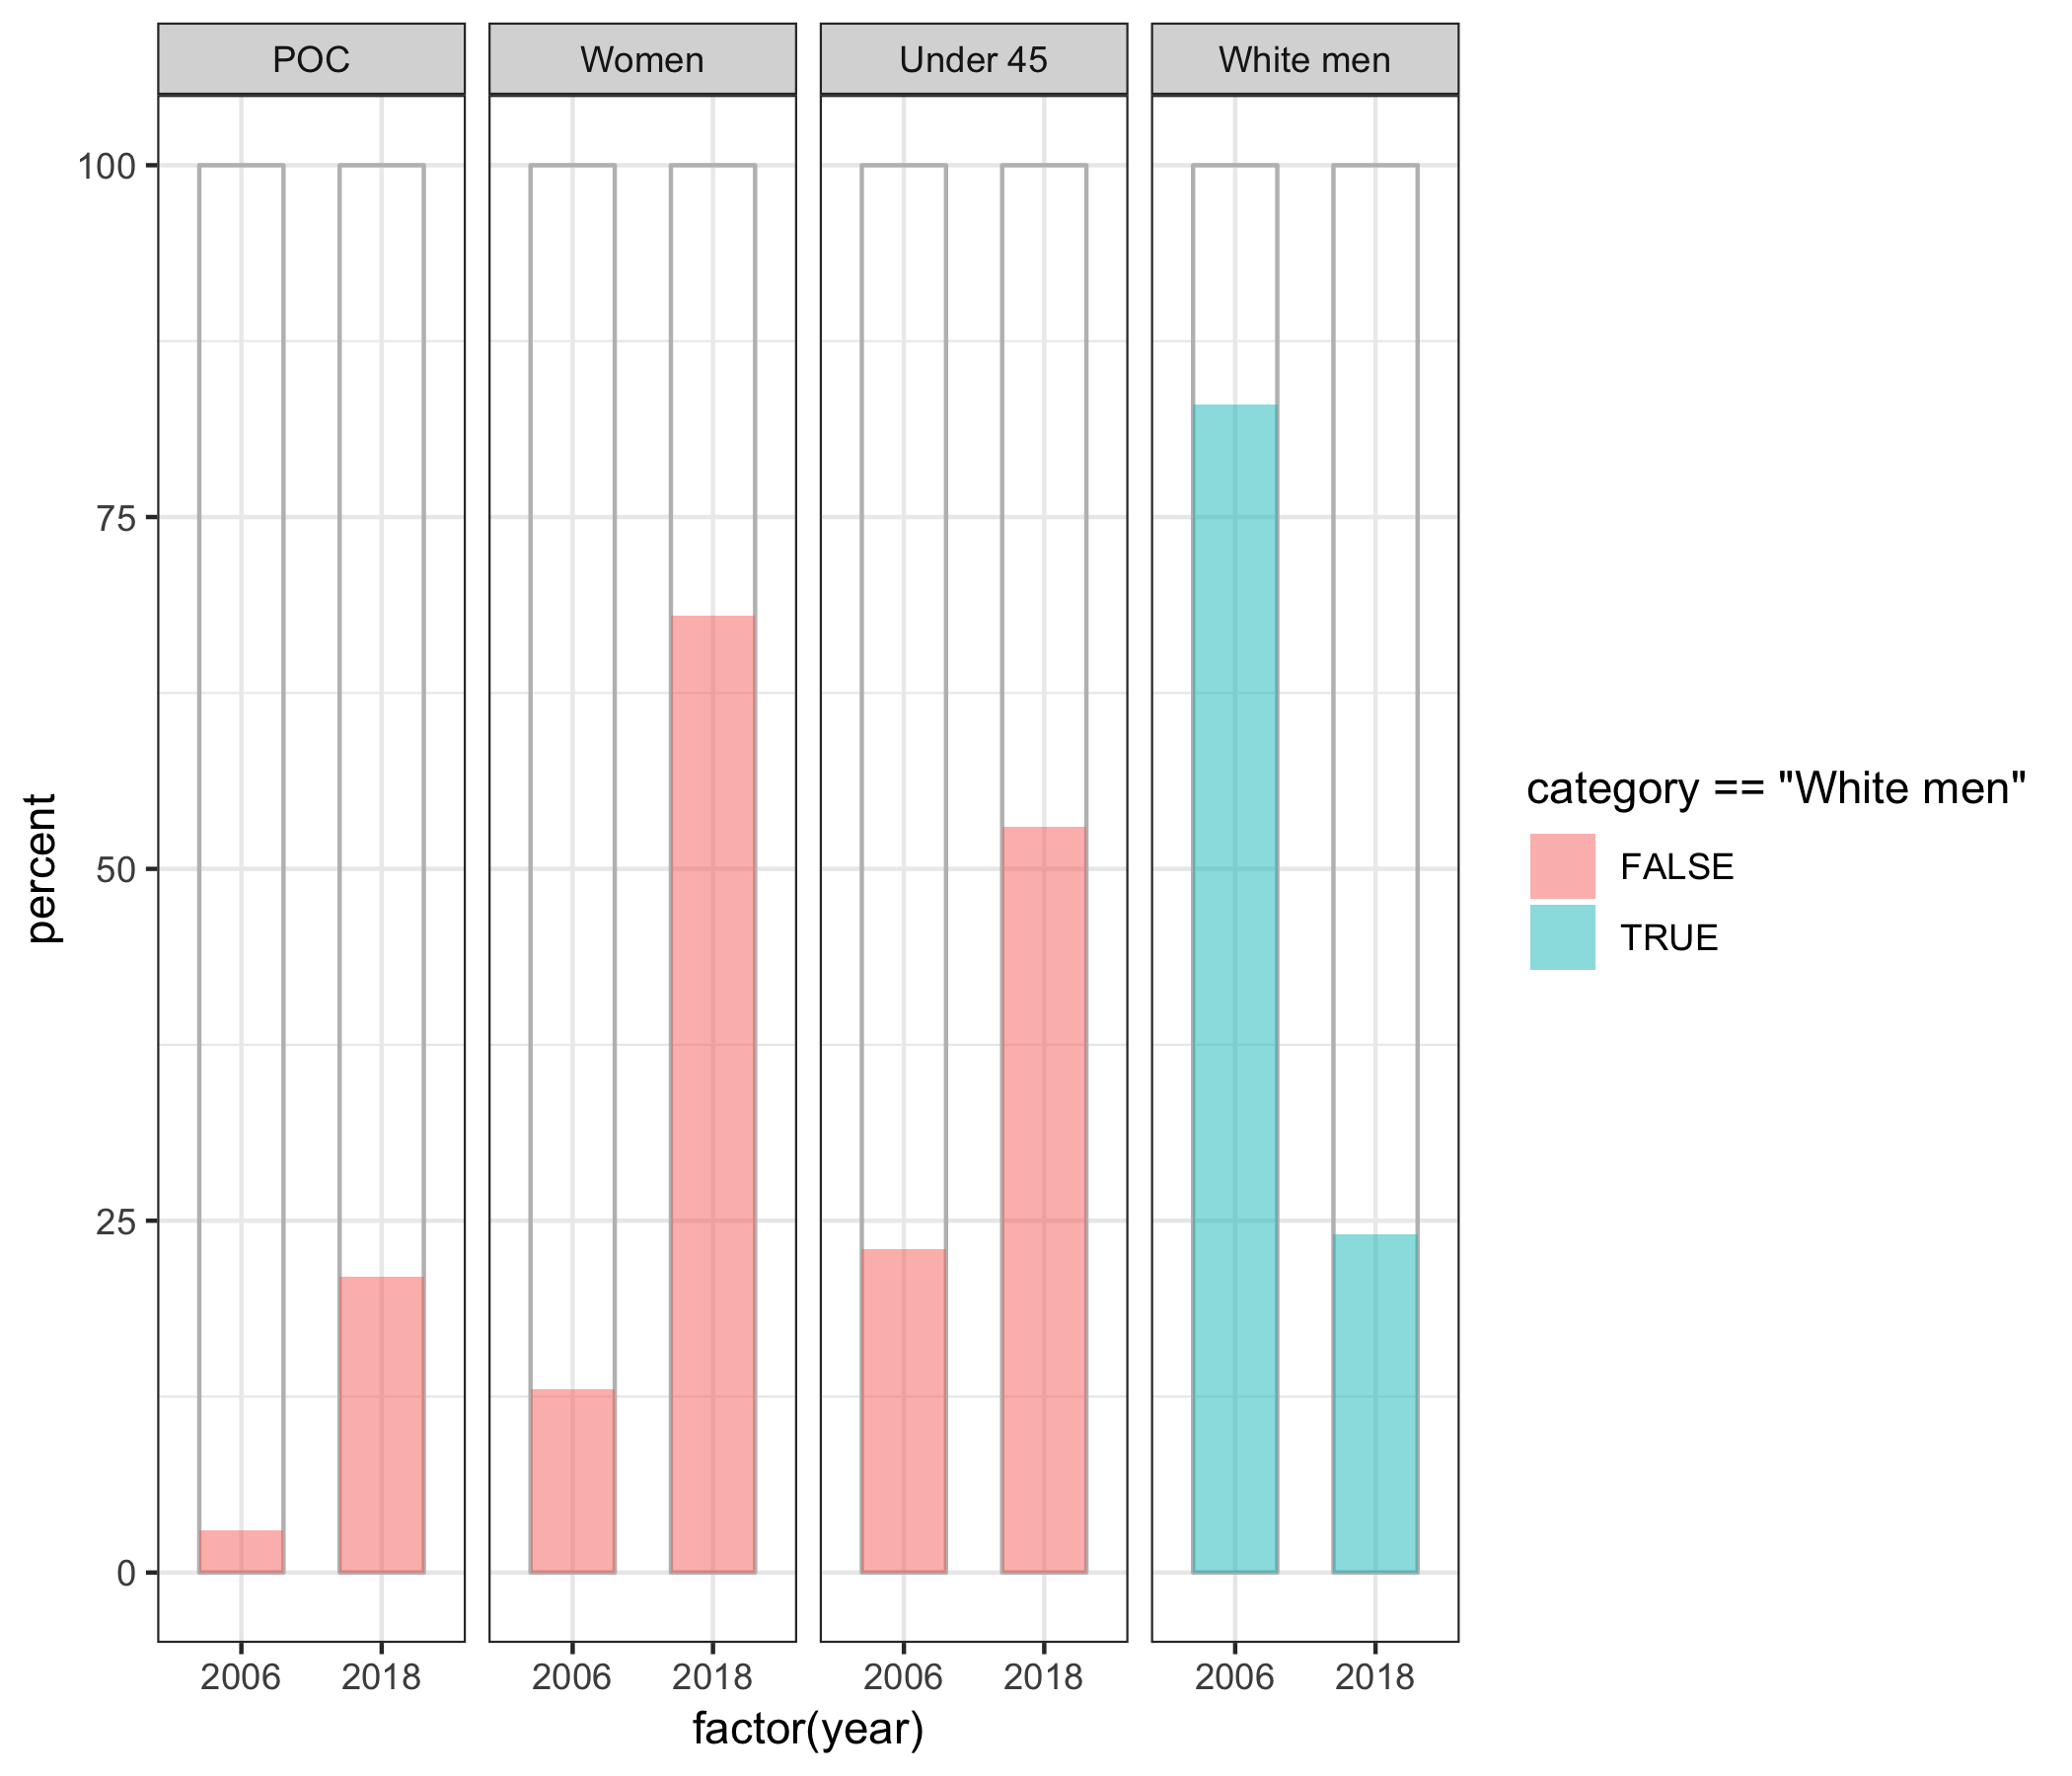 POC Women Under 45 White men
100
75
50
25
0
percent
2006 2018 2006 2018 2006 2018 2006 2018
factor(year)
category == "White men"
FALSE
TRUE